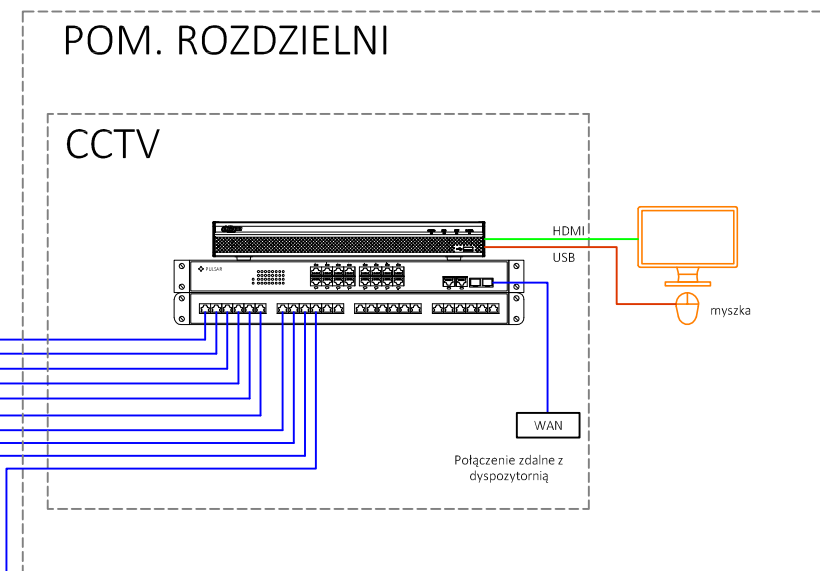 POM. ROZDZIELNI
CCTV
HDMI
USB
PULSAR
myszka
WAN
Połączenie zdalne z
dyspozytornią